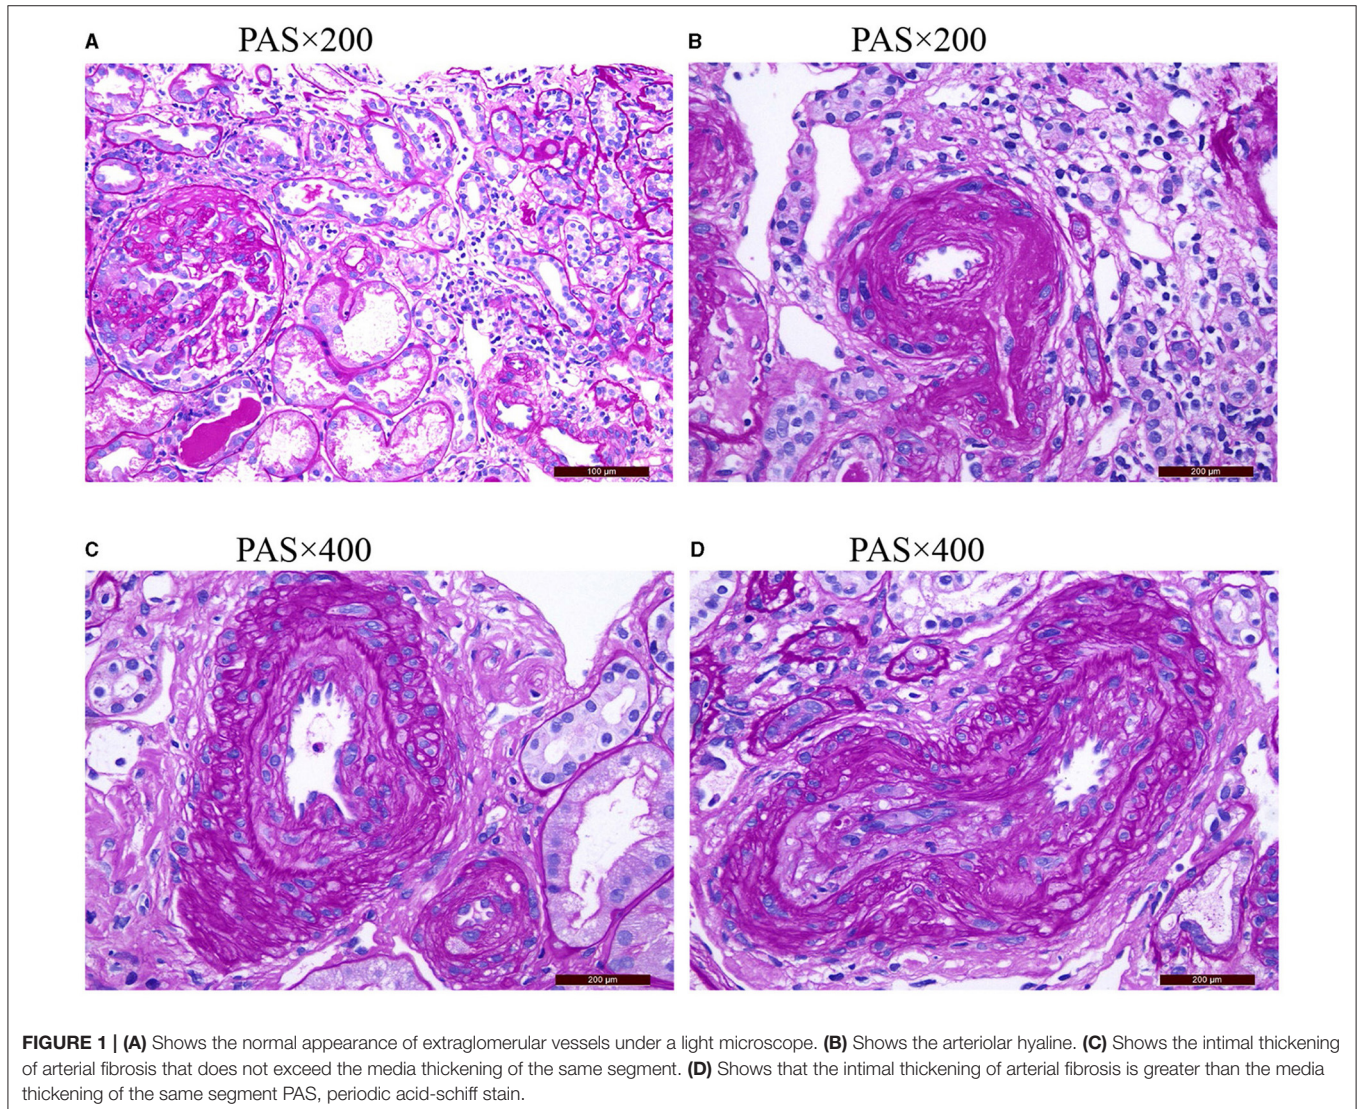 A PAS×200
B PAS×200
100 µm
200 µm
C PAS×400
D PAS×400
200 µm
200 µm
FIGURE 1 | (A) Shows the normal appearance of extraglomerular vessels under a light microscope. (B) Shows the arteriolar hyaline. (C) Shows the intimal thickening
of arterial fibrosis that does not exceed the media thickening of the same segment. (D) Shows that the intimal thickening of arterial fibrosis is greater than the media
thickening of the same segment PAS, periodic acid-schiff stain.